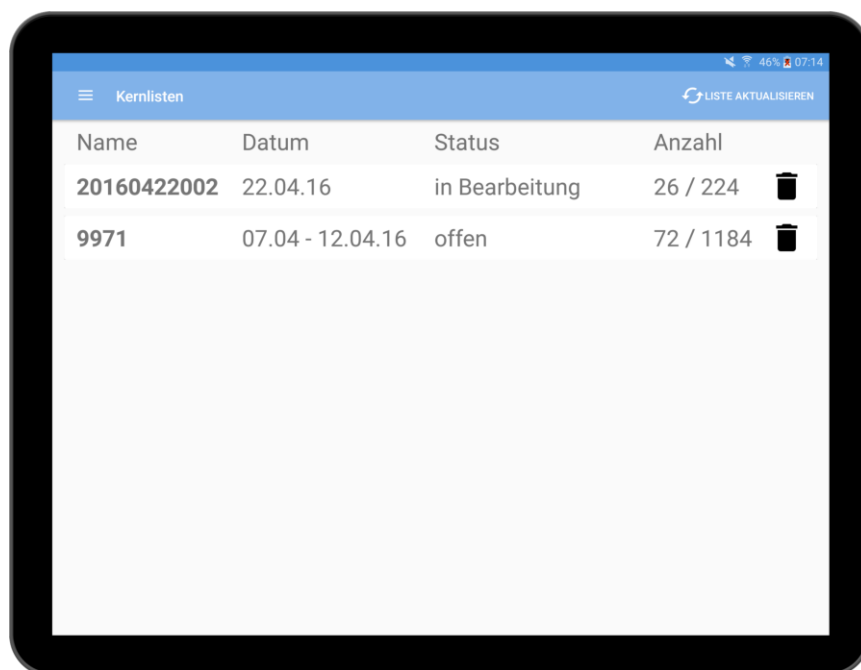 46% 07:14
Kernlisten LISTE AKTUALISIEREN
Name Datum Status Anzahl
20160422002 22.04.16 in Bearbeitung 26 / 224
9971 07.04 - 12.04.16 offen 72 / 1184